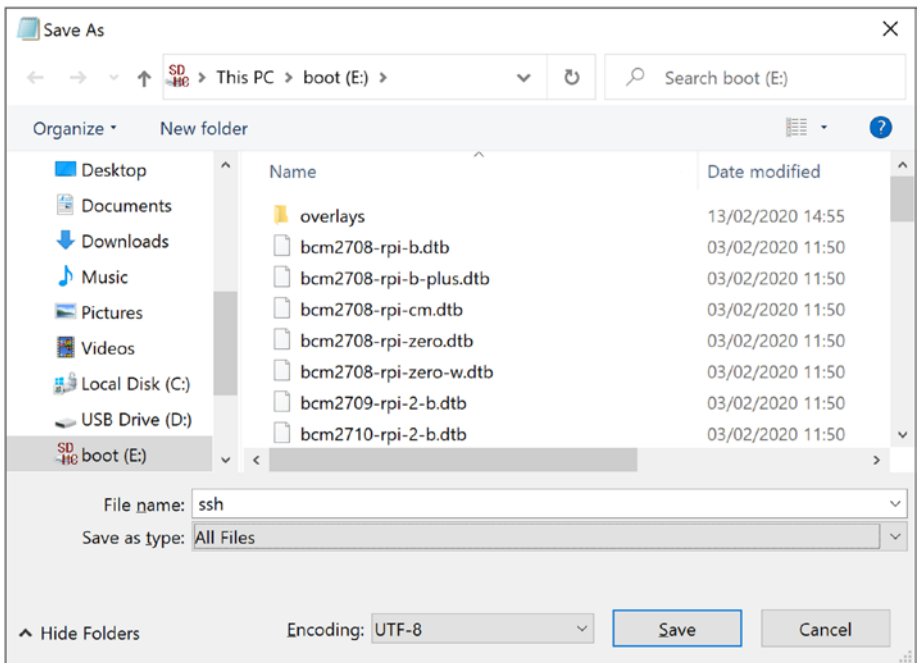 Save As
SD HC > This PC > boot (E:) >
Search boot (E:)
Organize
New folder
Desktop
Documents
Downloads
Music
Pictures
Videos
Local Disk (C:)
USB Drive (D:)
SD HC boot (E:)
Name Date modified
overlays 13/02/2020 14:55
bcm2708-rpi-b.dtb 03/02/2020 11:50
bcm2708-rpi-b-plus.dtb 03/02/2020 11:50
bcm2708-rpi-cm.dtb 03/02/2020 11:50
bcm2708-rpi-zero.dtb 03/02/2020 11:50
bcm2708-rpi-zero-w.dtb 03/02/2020 11:50
bcm2709-rpi-2-b.dtb 03/02/2020 11:50
bcm2710-rpi-2-b.dtb 03/02/2020 11:50
File name: ssh
Save as type: All Files
Hide Folders
Encoding: UTF-8
Save
Cancel